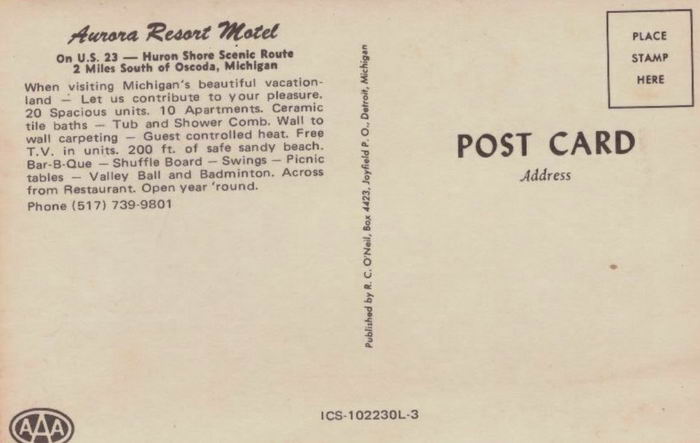 Aurora Resort Motel
On U.S. 23 — Huron Shore Scenic Route
2 Miles South of Oscoda, Michigan
When visiting Michigan's beautiful vacation-
land — Let us contribute to your pleasure.
20 Spacious units. 10 Apartments. Ceramic
tile baths — Tub and Shower Comb. Wall to
wall carpeting — Guest controlled heat. Free
T.V. in units. 200 ft. of safe sandy beach.
Bar-B-Que — Shuffle Board — Swings — Picnic
tables — Valley Ball and Badminton. Across
from Restaurant. Open year 'round.
Phone (517) 739-9801
AAA
Published by R. C. O'Neil, Box 4423, Joyfield P. O., Detroit, Michigan
ICS-102230L-3
PLACE
STAMP
HERE
POST CARD
Address